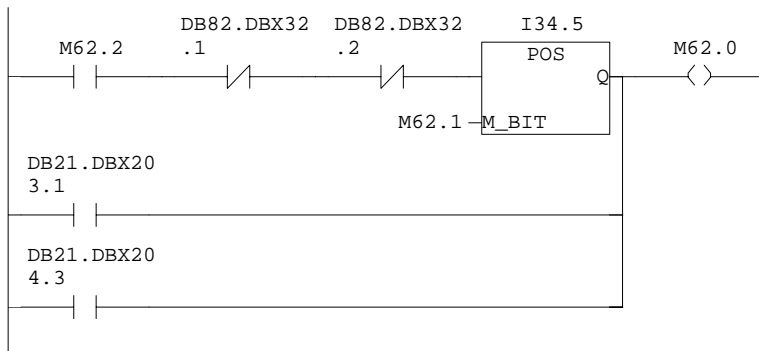 DB82.DBX32 DB82.DBX32 I34.5
M62.2 .1 .2 POS M62.0
Q
M62.1 M_BIT
DB21.DBX20
3.1
DB21.DBX20
4.3